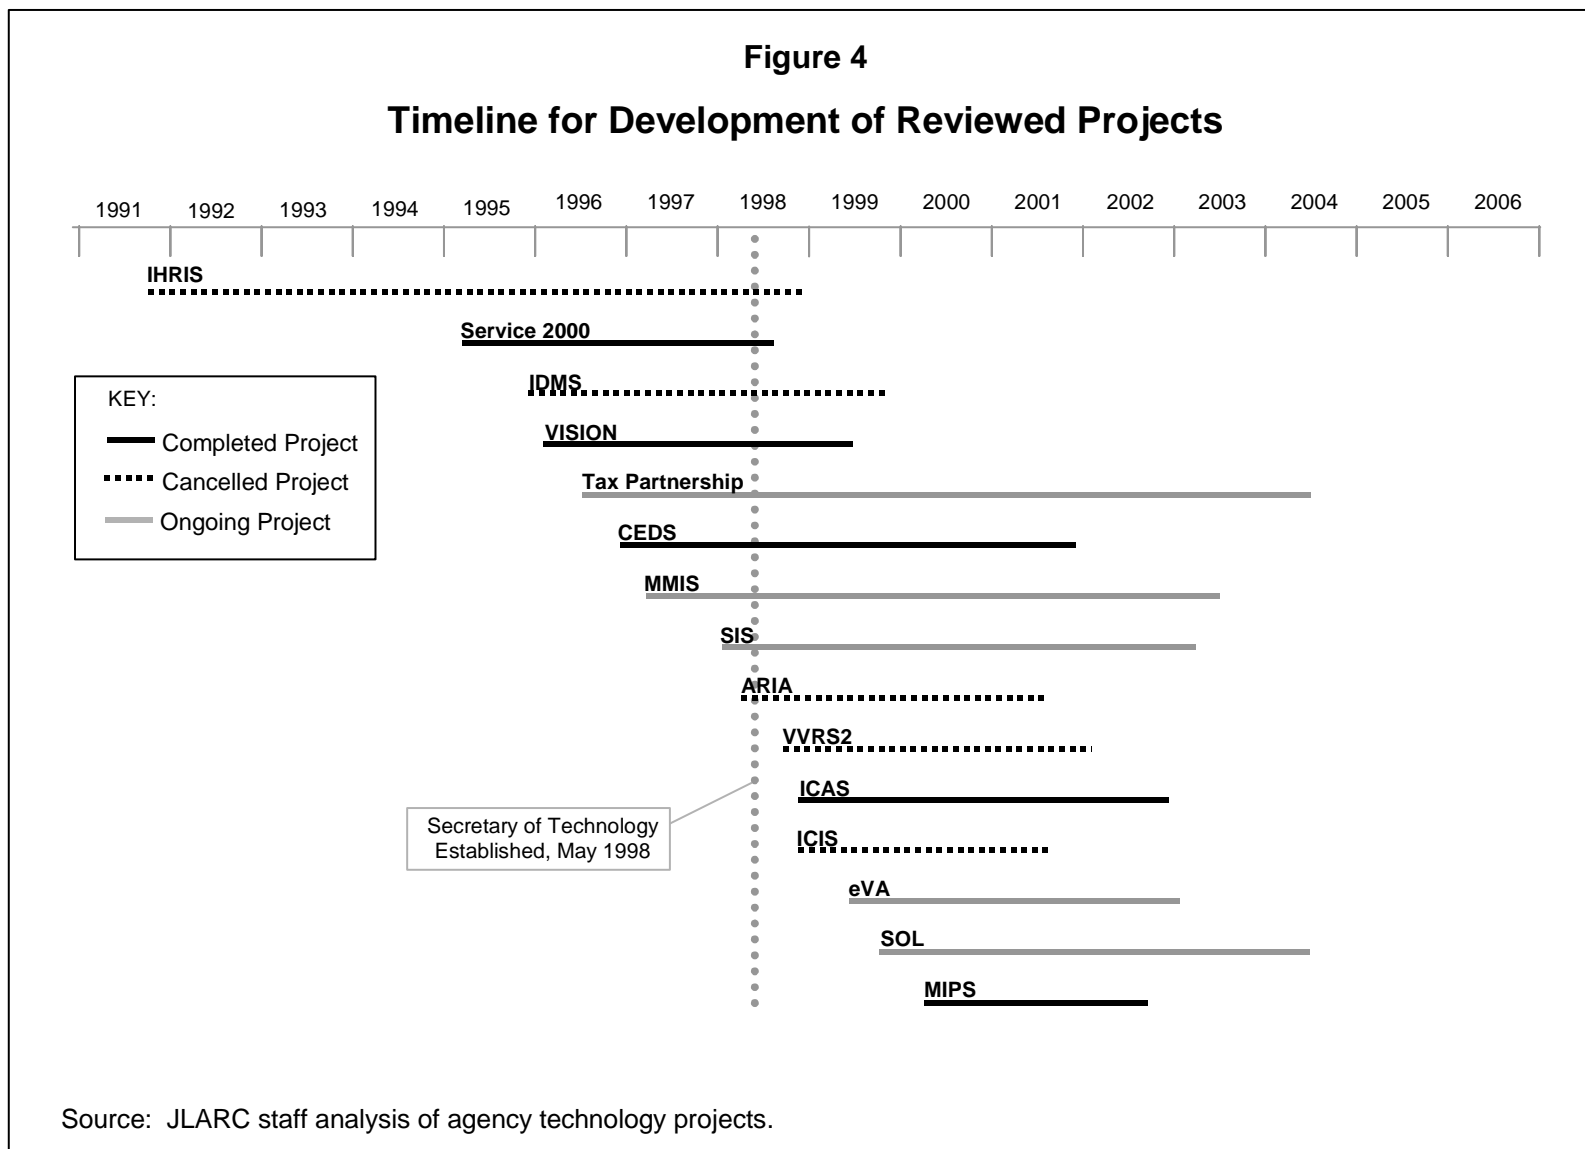 Figure 4
Timeline for Development of Reviewed Projects
1991 1992 1993 1994 1995 1996 1997 1998 1999 2000 2001 2002 2003 2004 2005 2006
IHRIS
Service 2000
IDMS
KEY:
Completed Project
Cancelled Project
Ongoing Project
VISION
Tax Partnership
CEDS
MMIS
SIS
ARIA
VVRS2
ICAS
Secretary of Technology
Established, May 1998
ICIS
eVA
SOL
MIPS
Source: JLARC staff analysis of agency technology projects.